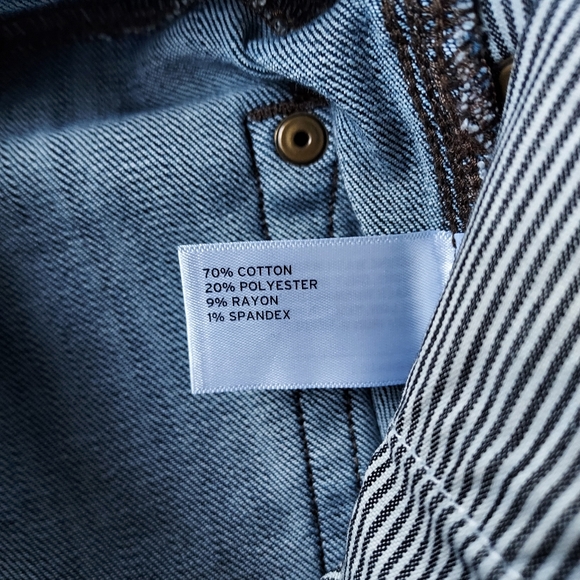 70% COTTON
20% POLYESTER
9% RAYON
1% SPANDEX